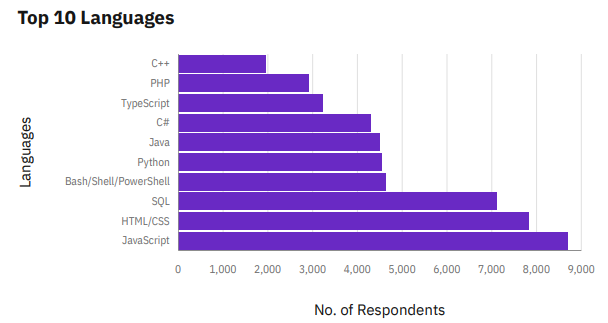 Top 10 Languages
Languages
C++
PHP
TypeScript
C#
Java
Python
Bash/Shell/PowerShell
SQL
HTML/CSS
JavaScript
0 1,000 2,000 3,000 4,000 5,000 6,000 7,000 8,000 9,000
No. of Respondents